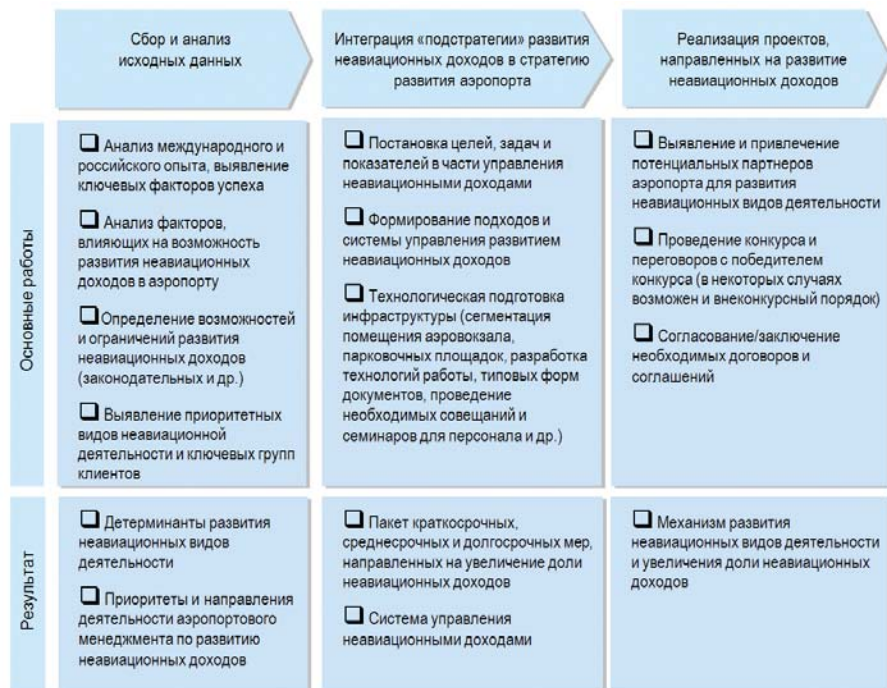 Сбор и анализ
исходных данных
Интеграция «подстратегии» развития
неавиационных доходов в стратегию
развития аэропорта
Реализация проектов,
направленных на развитие
неавиационных доходов
Основные работы
Анализ международного и
российского опыта, выявление
ключевых факторов успеха
Анализ факторов,
влияющих на возможность
развития неавиационных
доходов в аэропорту
Определение возможностей
и ограничений развития
неавиационных доходов
(законодательных и др.)
Выявление приоритетных
видов неавиационной
деятельности и ключевых групп
клиентов
Постановка целей, задач и
показателей в части управления
неавиационными доходами
Формирование подходов и
системы управления развитием
неавиационных доходов
Технологическая подготовка
инфраструктуры (сегментация
помещения аэровокзала,
парковочных площадок, разработка
технологий работы, типовых форм
документов, проведение
необходимых совещаний и
семинаров для персонала и др.)
Выявление и привлечение
потенциальных партнеров
аэропорта для развития
неавиационных видов деятельности
Проведение конкурса и
переговоров с победителем
конкурса (в некоторых случаях
возможен и внеконкурсный порядок)
Согласование/заключение
необходимых договоров и
соглашений
Результат
Детерминанты развития
неавиационных видов
деятельности
Приоритеты и направления
деятельности аэропортового
менеджмента по развитию
неавиационных доходов
Пакет краткосрочных,
среднесрочных и долгосрочных мер,
направленных на увеличение доли
неавиационных доходов
Система управления
неавиационными доходами
Механизм развития
неавиационных видов деятельности
и увеличения доли неавиационных
доходов